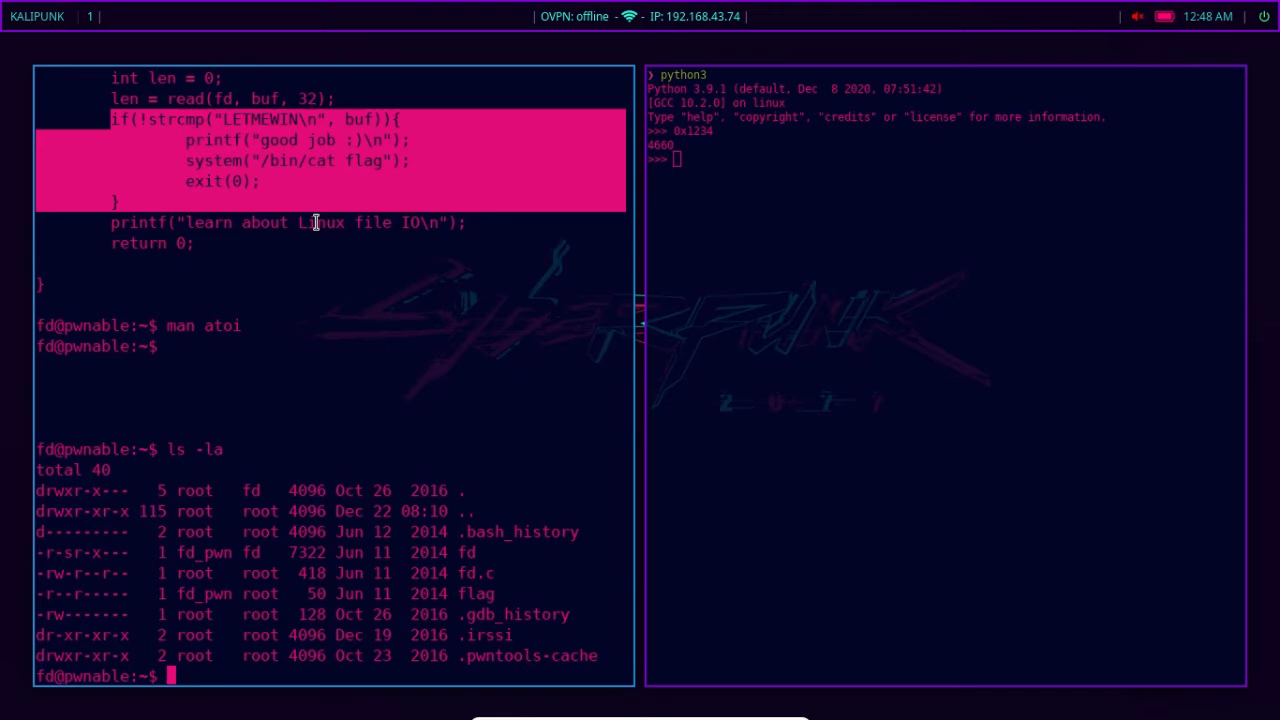 KALIPUNK 1 | | OVPN: offline - - IP: 192.168.43.74 | | 12:48 AM |
int len = 0;
len = read(fd, buf, 32);
if(!strcmp("LETMEWIN\n", buf)){
printf("good job :)\n");
system("/bin/cat flag");
exit(0);
}
printf("learn about Linux file IO\n");
return 0;
}
fd@pwnable:~$ man atoi
fd@pwnable:~$
fd@pwnable:~$ ls -la
total 40
drwxr-x---   5 root   fd   4096 Oct 26  2016 .
drwxr-xr-x 115 root   root 4096 Dec 22 08:10 ..
d---------   2 root   root 4096 Jun 12  2014 .bash_history
-r-sr-x---   1 fd_pwn fd   7322 Jun 11  2014 fd
-rw-r--r--   1 root   root  418 Jun 11  2014 fd.c
-r--r-----   1 fd_pwn root   50 Jun 11  2014 flag
-rw-------   1 root   root  128 Oct 26  2016 .gdb_history
dr-xr-xr-x   2 root   root 4096 Dec 19  2016 .irssi
drwxr-xr-x   2 root   root 4096 Oct 23  2016 .pwntools-cache
fd@pwnable:~$
❯ python3
Python 3.9.1 (default, Dec  8 2020, 07:51:42)
[GCC 10.2.0] on linux
Type "help", "copyright", "credits" or "license" for more information.
>>> 0x1234
4660
>>>
CYBERPUNK
2077